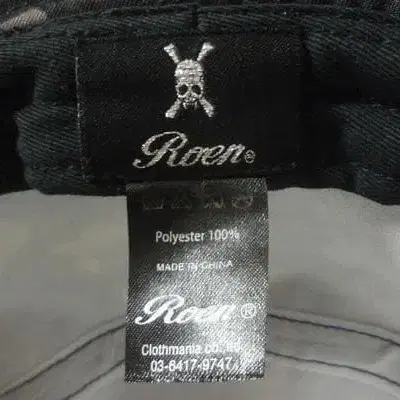 Roen®
Polyester 100%
MADE IN CHINA
Roen®
Clothmania co.,ltd
03-6417-9747